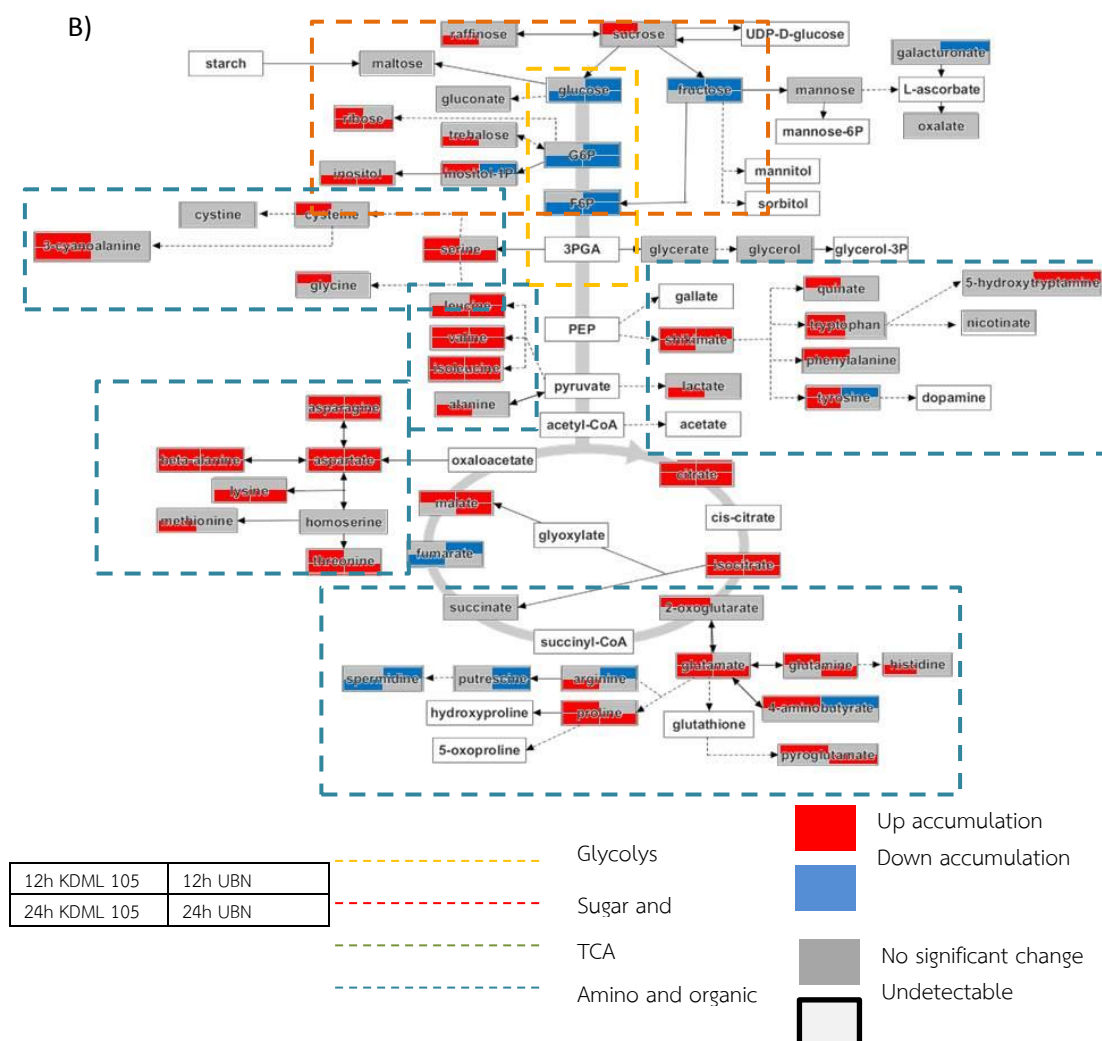 B)
raffinose
sucrose
UDP-D-glucose
galacturonate
starch
maltose
glucose
fructose
mannose
L-ascorbate
gluconate
ribose
trehalose
mannose-6P
oxalate
G6P
inositol
Inositol-1P
mannitol
F6P
sorbitol
cystine
cysteine
3-cyanoalanine
serine
3PGA
glycerate
glycerol
glycerol-3P
glycine
leucine
gallate
quinate
5-hydroxytryptamine
valine
PEP
shikimate
tryptophan
nicotinate
isoleucine
phenylalanine
pyruvate
lactate
tyrosine
dopamine
alanine
acetyl-CoA
acetate
asparagine
beta-alanine
aspartate
oxaloacetate
citrate
lysine
malate
methionine
homoserine
glyoxylate
cis-citrate
threonine
fumarate
isocitrate
succinate
2-oxoglutarate
succinyl-CoA
spermidine
putrescine
arginine
glutamate
glutamine
histidine
hydroxyproline
proline
glutathione
4-aminobutyrate
5-oxoproline
pyroglutamate
12h KDML 105 12h UBN
24h KDML 105 24h UBN
Glycolys
Sugar and
TCA
Amino and organic
Up accumulation
Down accumulation
No significant change
Undetectable